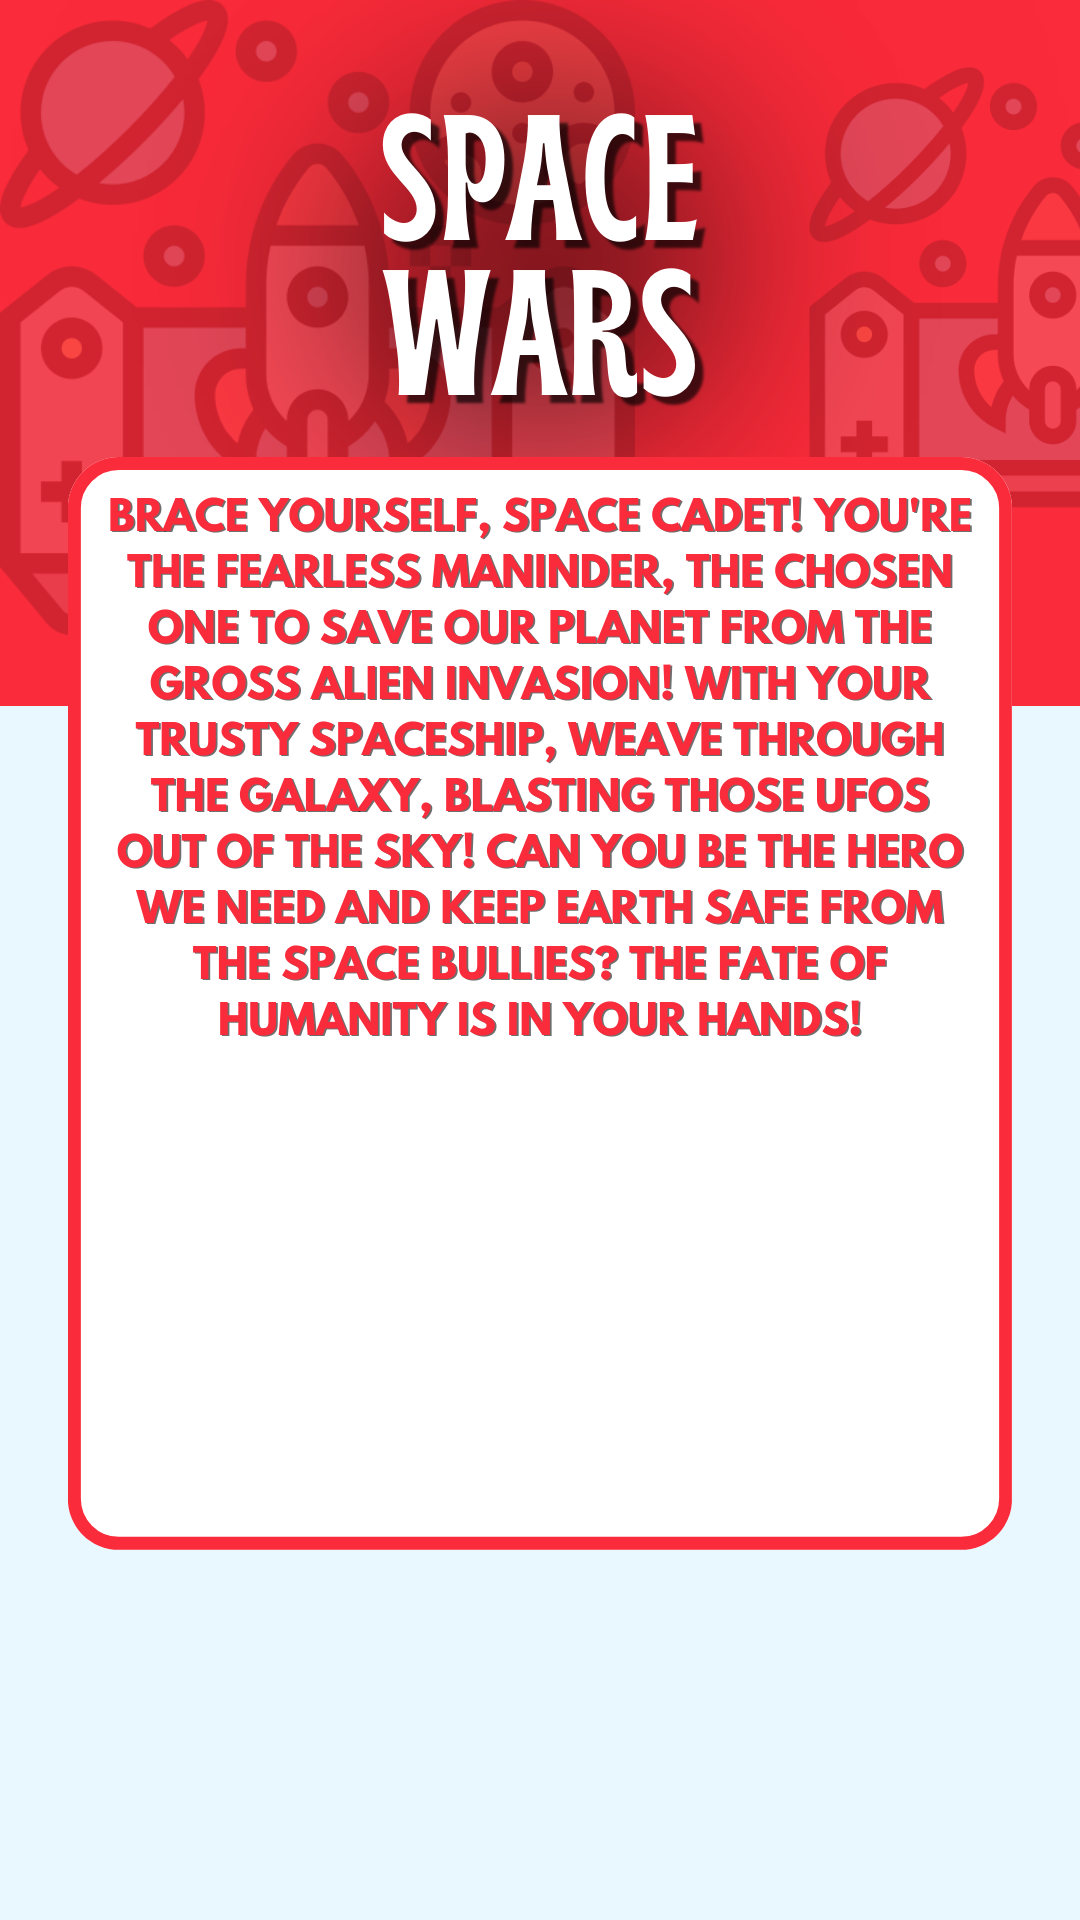 SPACE
WARS
BRACE YOURSELF, SPACE CADET! YOU'RE
THE FEARLESS MANINDER, THE CHOSEN
ONE TO SAVE OUR PLANET FROM THE
GROSS ALIEN INVASION! WITH YOUR
TRUSTY SPACESHIP, WEAVE THROUGH
THE GALAXY, BLASTING THOSE UFOS
OUT OF THE SKY! CAN YOU BE THE HERO
WE NEED AND KEEP EARTH SAFE FROM
THE SPACE BULLIES? THE FATE OF
HUMANITY IS IN YOUR HANDS!